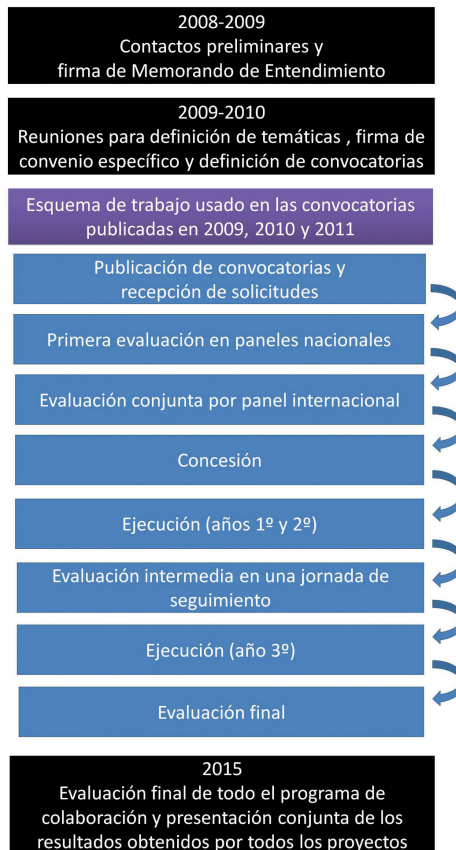 2008-2009
Contactos preliminares y
firma de Memorando de Entendimiento
2009-2010
Reuniones para definición de temáticas , firma de
convenio específico y definición de convocatorias
Esquema de trabajo usado en las convocatorias
publicadas en 2009, 2010 y 2011
Publicación de convocatorias y
recepción de solicitudes
Primera evaluación en paneles nacionales
Evaluación conjunta por panel internacional
Concesión
Ejecución (años 1º y 2º)
Evaluación intermedia en una jornada de
seguimiento
Ejecución (año 3º)
Evaluación final
2015
Evaluación final de todo el programa de
colaboración y presentación conjunta de los
resultados obtenidos por todos los proyectos